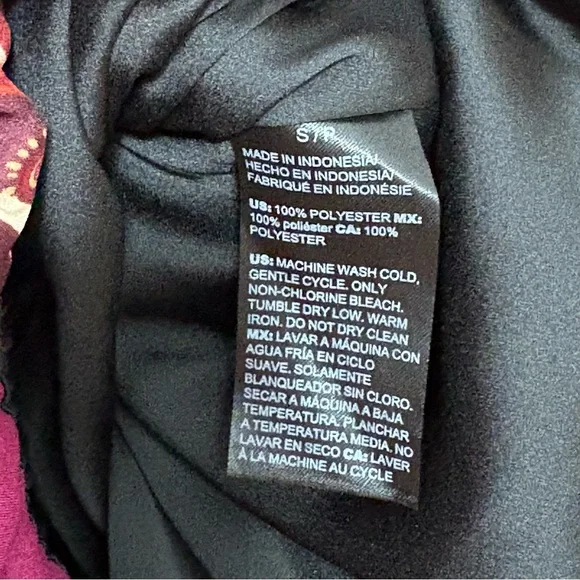 S/P
MADE IN INDONESIA/
HECHO EN INDONESIA/
FABRIQUÉ EN INDONÉSIE
US: 100% POLYESTER MX:
100% poliéster CA: 100%
POLYESTER
US: MACHINE WASH COLD,
GENTLE CYCLE. ONLY
NON-CHLORINE BLEACH.
TUMBLE DRY LOW. WARM
IRON. DO NOT DRY CLEAN
MX: LAVAR A MÁQUINA CON
AGUA FRÍA EN CICLO
SUAVE. SOLAMENTE
BLANQUEADOR SIN CLORO.
SECAR A MÁQUINA A BAJA
TEMPERATURA. PLANCHAR
A TEMPERATURA MEDIA. NO
LAVAR EN SECO CA: LAVER
À LA MACHINE AU CYCLE